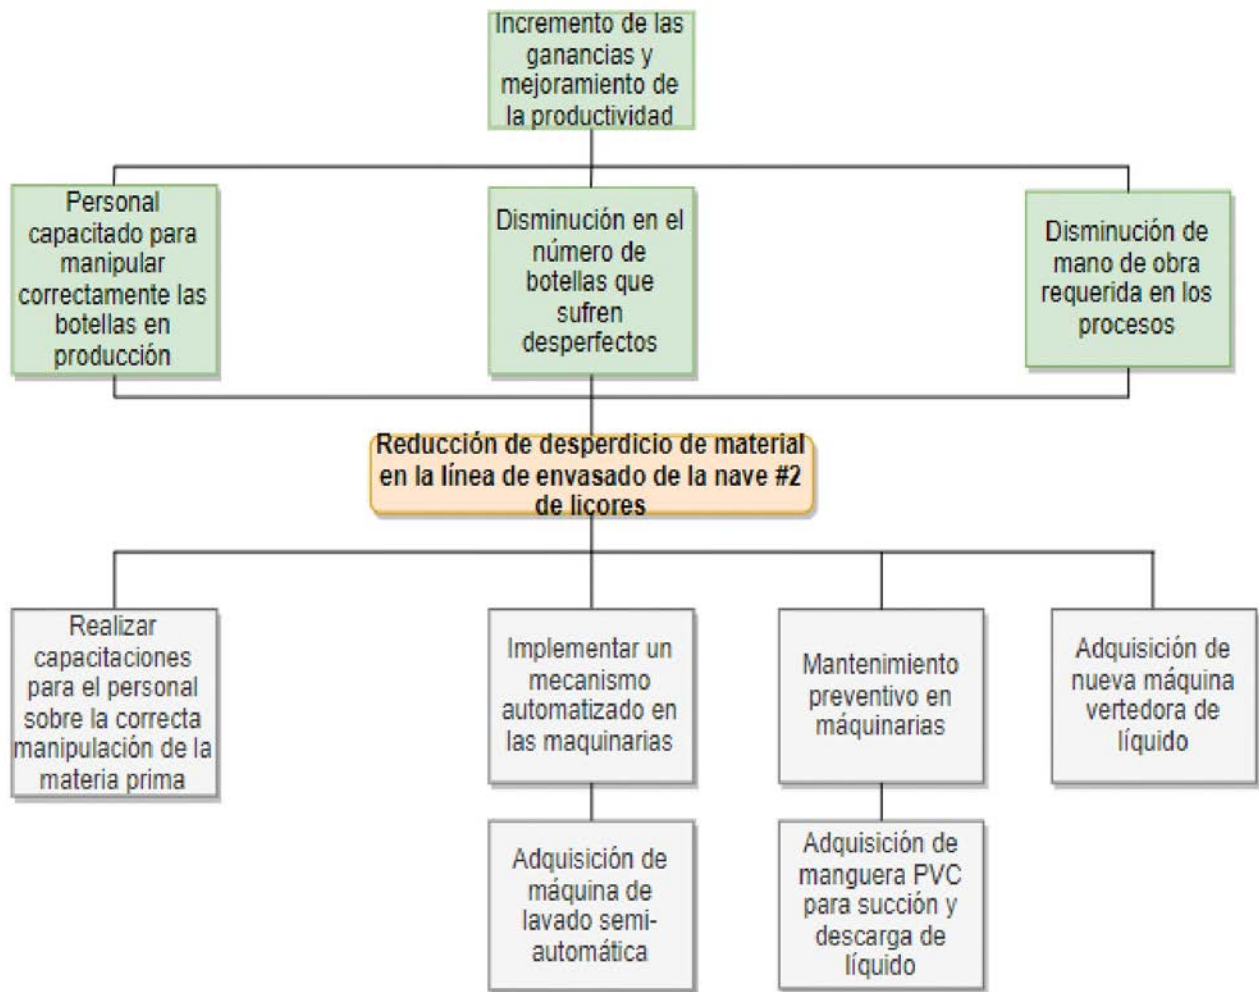 Incremento de las
ganancias y
mejoramiento de
la productividad
Personal
capacitado para
manipular
correctamente las
botellas en
producción
Disminución en el
número de
botellas que
sufren
desperfectos
Disminución de
mano de obra
requerida en los
procesos
Reducción de desperdicio de material
en la línea de envasado de la nave #2
de licores
Realizar
capacitaciones
para el personal
sobre la correcta
manipulación de la
materia prima
Implementar un
mecanismo
automatizado en
las maquinarias
Mantenimiento
preventivo en
máquinarias
Adquisición de
nueva máquina
vertedora de
líquido
Adquisición de
máquina de
lavado semi-
automática
Adquisición de
manguera PVC
para succión y
descarga de
líquido